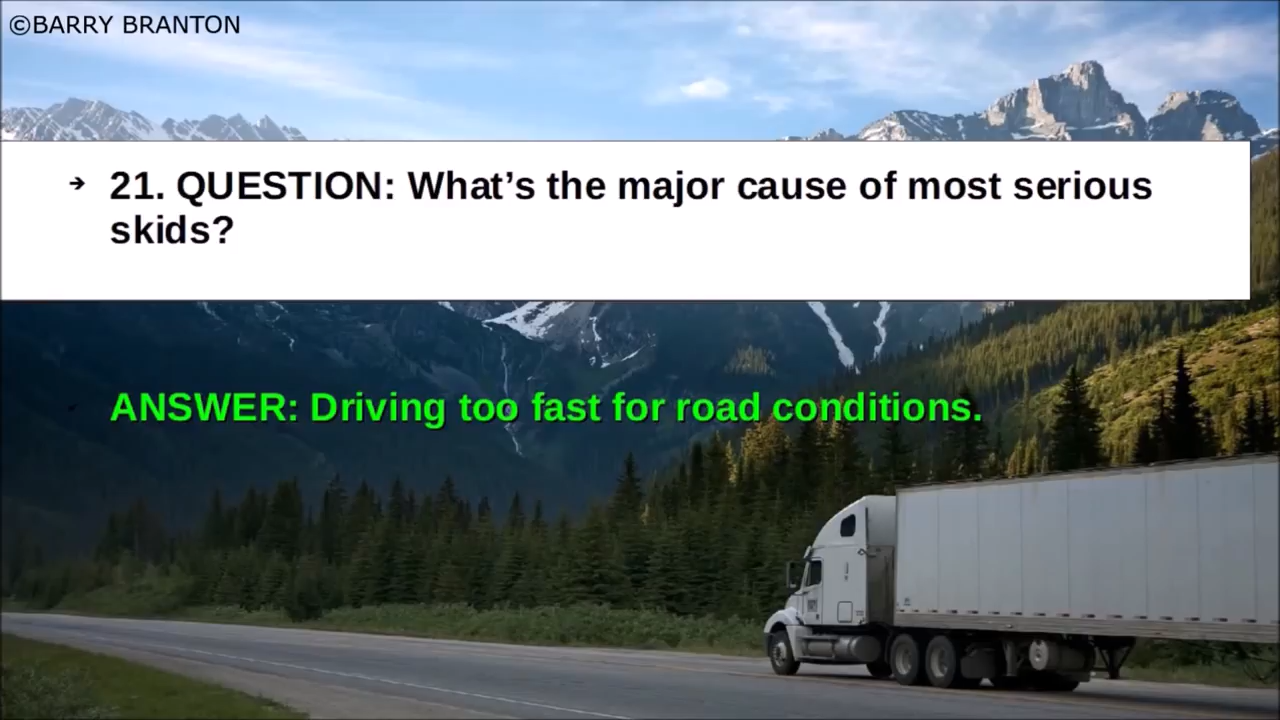 ©BARRY BRANTON
➔ 21. QUESTION: What’s the major cause of most serious
skids?
ANSWER: Driving too fast for road conditions.